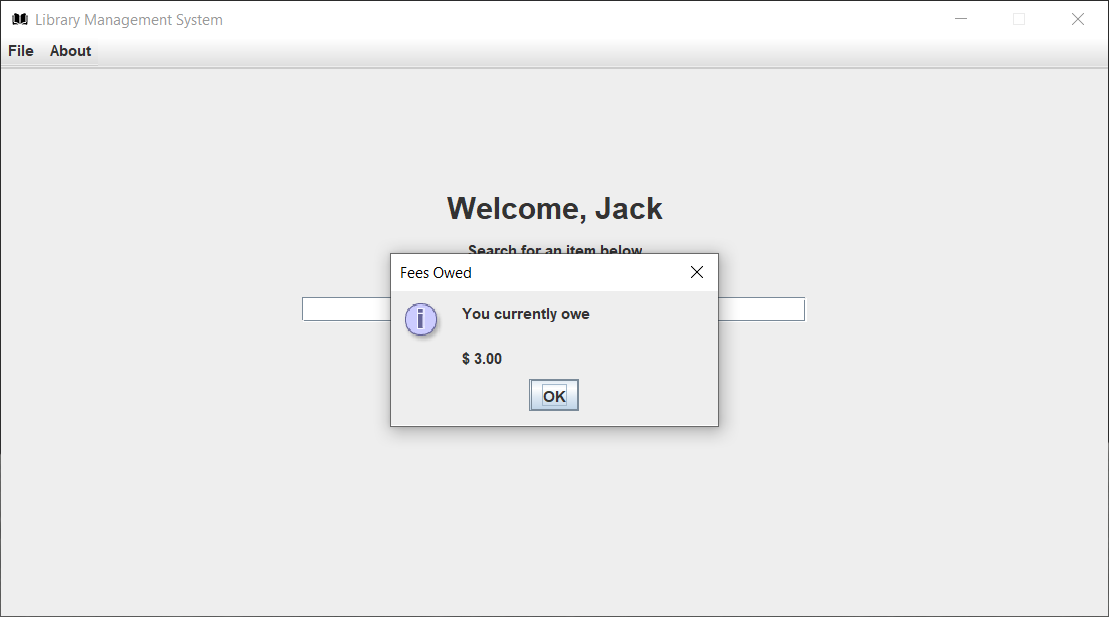 Library Management System
File About
Welcome, Jack
Search for an item below
Fees Owed
You currently owe
$ 3.00
OK